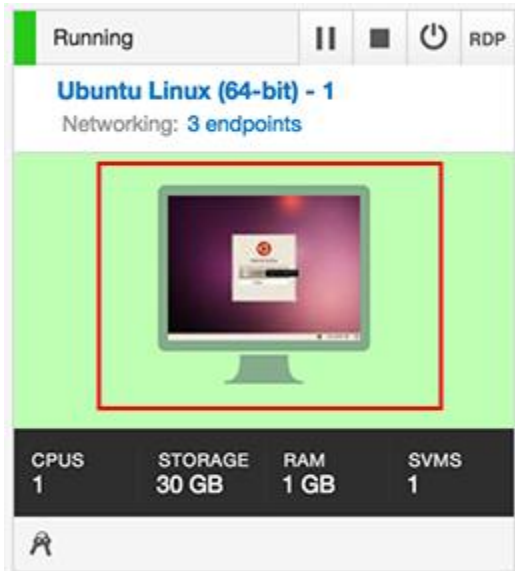 Running RDP
Ubuntu Linux (64-bit) - 1
Networking: 3 endpoints
CPUS STORAGE RAM SVMS
1 30 GB 1 GB 1